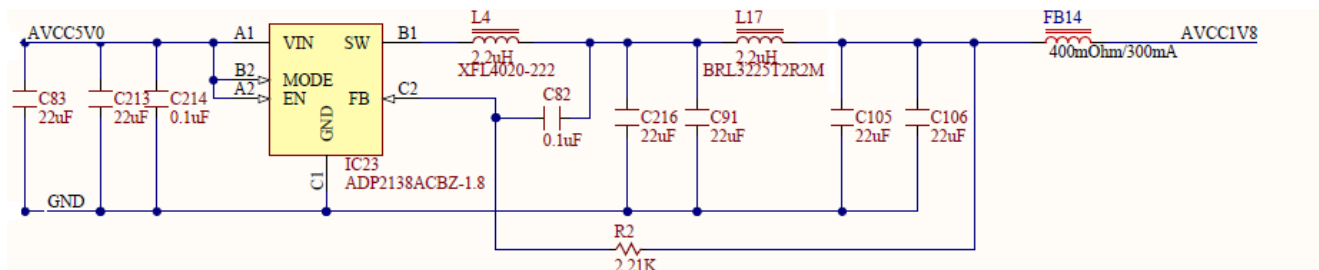 AVCC5V0
A1
VIN
SW
B1
L4
2.2uH
XFL4020-222
L17
2.2uH
BRL3225T2R2M
FB14
400mOhm/300mA
AVCC1V8
B2
MODE
A2
EN
FB
C2
GND
C83
22uF
C213
22uF
C214
0.1uF
C82
0.1uF
C216
22uF
C91
22uF
C105
22uF
C106
22uF
C1
IC23
ADP2138ACBZ-1.8
GND
R2
2.21K